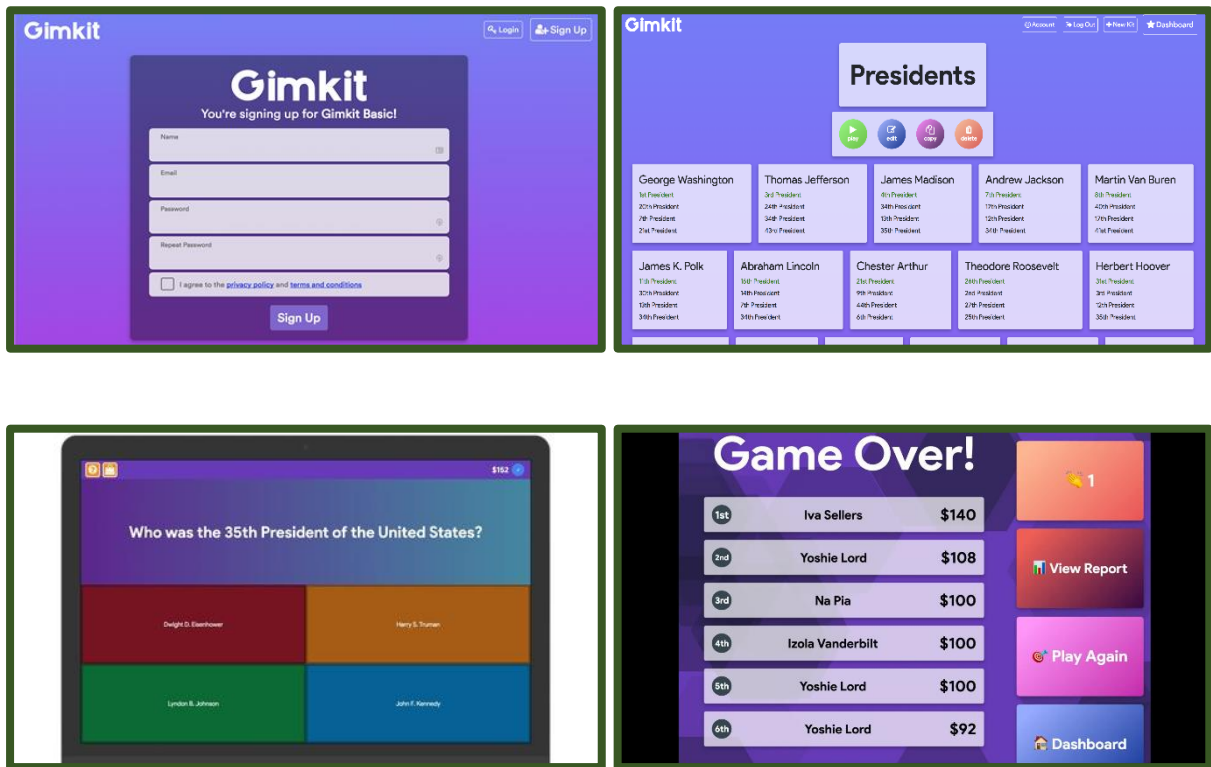 Gimkit
Login
Sign Up
Gimkit
You're signing up for Gimkit Basic!
Name
Email
Password
Repeat Password
I agree to the privacy policy and terms and conditions
Sign Up
Gimkit
Account
Log Out
New Kit
Dashboard
Presidents
play
edit
copy
delete
George Washington
1st President
20th President
7th President
21st President
Thomas Jefferson
3rd President
24th President
34th President
43rd President
James Madison
4th President
34th President
13th President
35th President
Andrew Jackson
7th President
17th President
12th President
34th President
Martin Van Buren
8th President
40th President
17th President
41st President
James K. Polk
11th President
30th President
13th President
34th President
Abraham Lincoln
16th President
14th President
7th President
34th President
Chester Arthur
21st President
9th President
44th President
6th President
Theodore Roosevelt
26th President
2nd President
27th President
25th President
Herbert Hoover
31st President
3rd President
12th President
35th President
$152
Who was the 35th President of the United States?
Dwight D. Eisenhower
Harry S. Truman
Lyndon B. Johnson
John F. Kennedy
Game Over!
1st Iva Sellers $140
2nd Yoshie Lord $108
3rd Na Pia $100
4th Izola Vanderbilt $100
5th Yoshie Lord $100
6th Yoshie Lord $92
1
View Report
Play Again
Dashboard